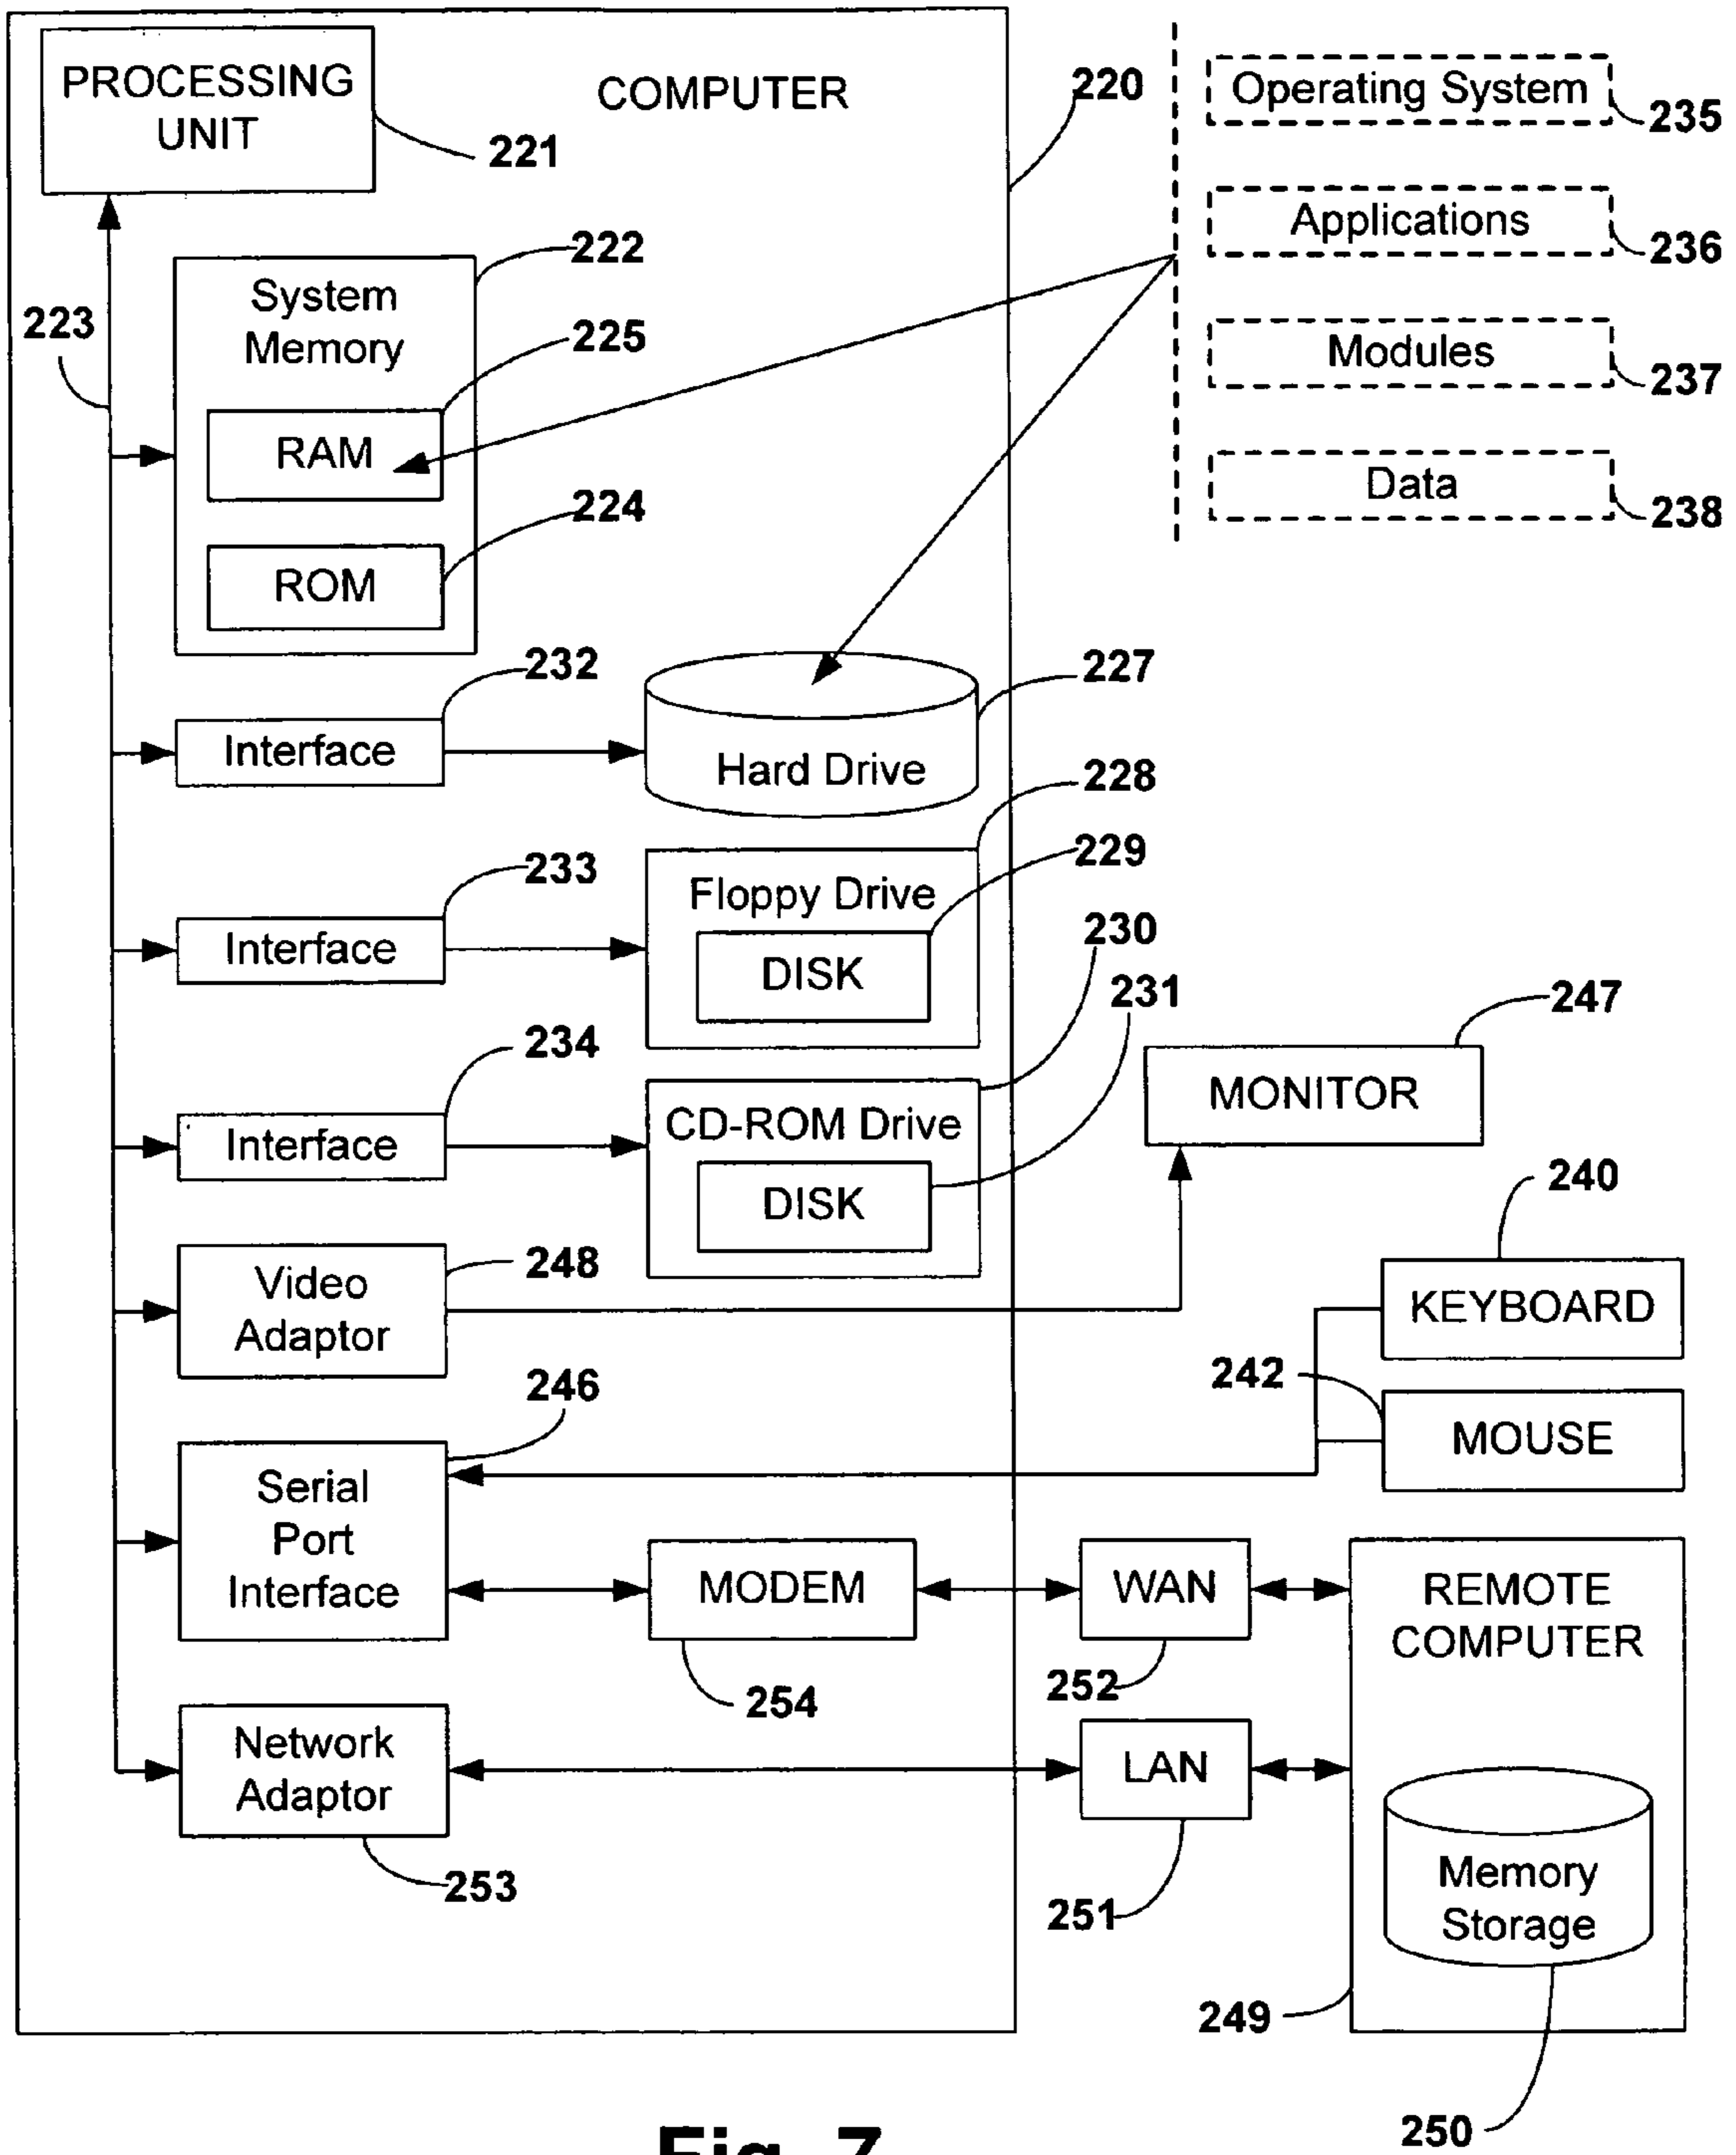 PROCESSING
UNIT
COMPUTER
220
221
Operating System
235
Applications
236
Modules
237
Data
238
222
System
Memory
223
225
RAM
224
ROM
232
Interface
227
Hard Drive
228
233
Interface
229
Floppy Drive
DISK
230
231
234
Interface
CD-ROM Drive
DISK
247
MONITOR
240
KEYBOARD
248
Video
Adaptor
242
MOUSE
246
Serial
Port
Interface
MODEM
254
WAN
252
REMOTE
COMPUTER
Network
Adaptor
253
LAN
251
Memory
Storage
249
250
Fig. 7